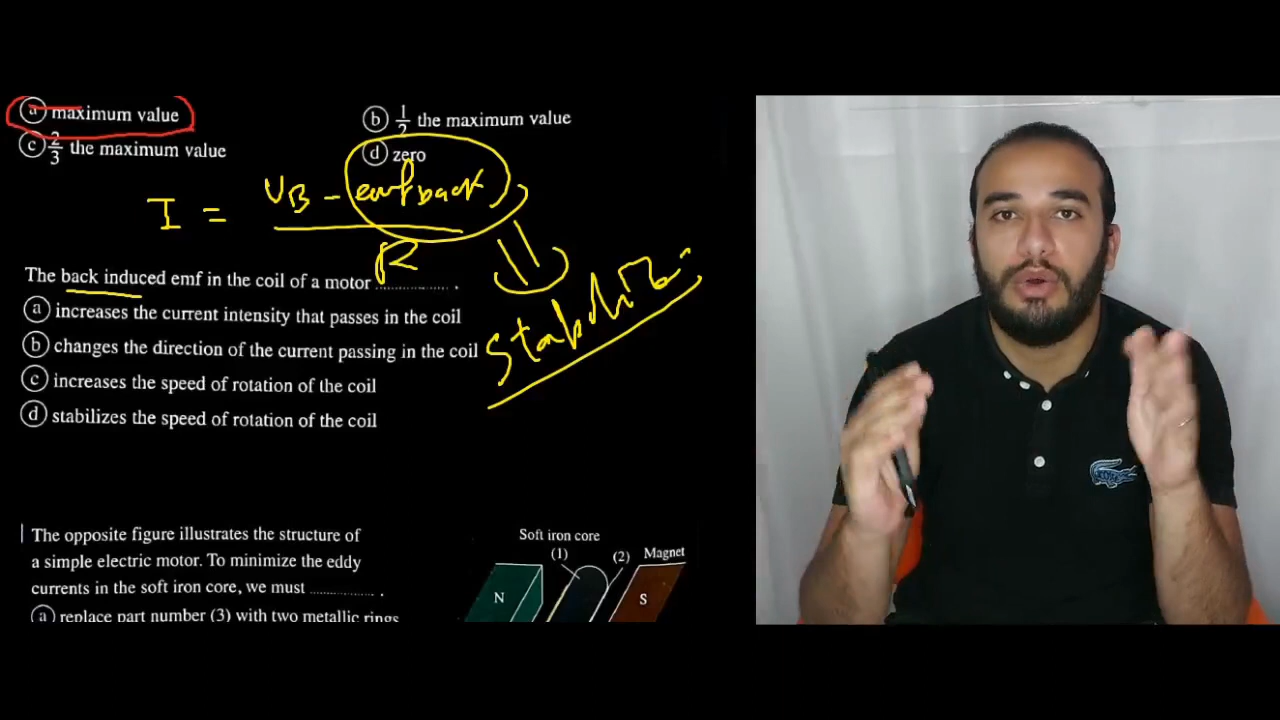 ⓐ maximum value
ⓑ 1/2 the maximum value
ⓒ 2/3 the maximum value
ⓓ zero
I = VB - emf back / R
stabilize
The back induced emf in the coil of a motor ................ .
ⓐ increases the current intensity that passes in the coil
ⓑ changes the direction of the current passing in the coil
ⓒ increases the speed of rotation of the coil
ⓓ stabilizes the speed of rotation of the coil
The opposite figure illustrates the structure of
a simple electric motor. To minimize the eddy
currents in the soft iron core, we must ................ .
ⓐ replace part number (3) with two metallic rings
Soft iron core
(1)
(2)
Magnet
N
S